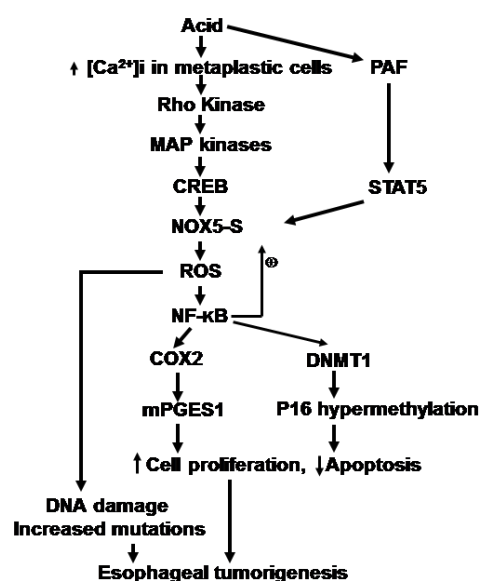 Acid
↑ [Ca²⁺]i in metaplastic cells
PAF
Rho Kinase
MAP kinases
CREB
STAT5
NOX5-S
ROS
⊕
NF-κB
COX2
DNMT1
mPGES1
P16 hypermethylation
↑Cell proliferation, ↓Apoptosis
DNA damage
Increased mutations
Esophageal tumorigenesis